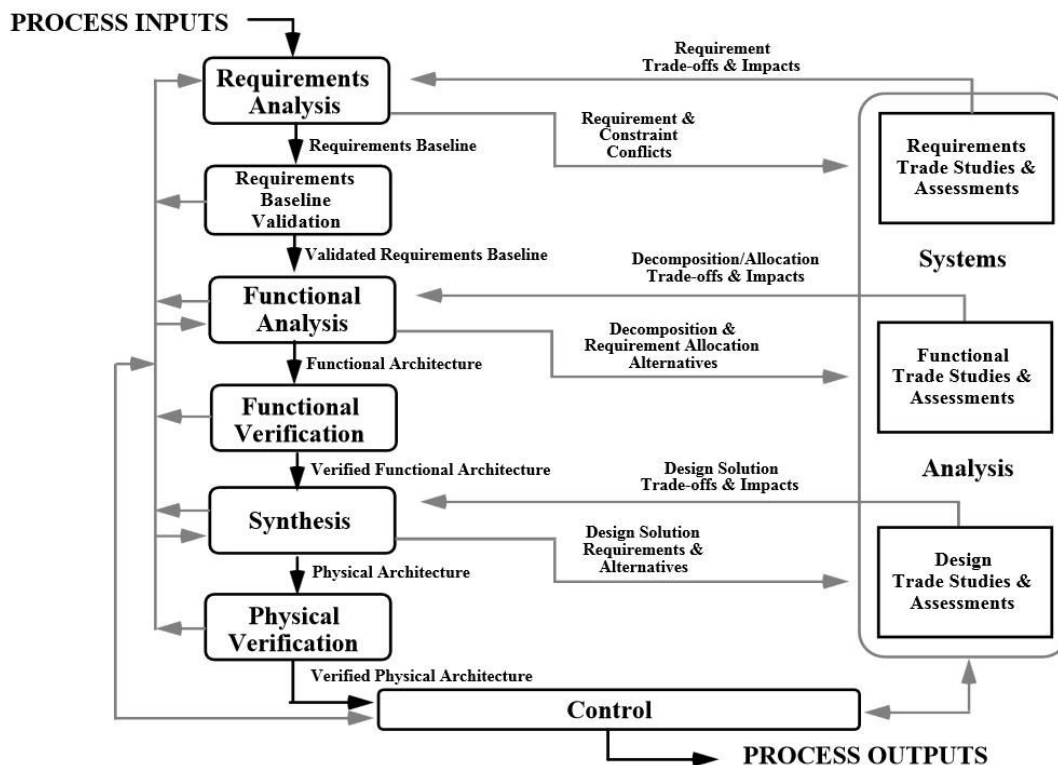 PROCESS INPUTS
Requirement
Trade-offs & Impacts
Requirements
Analysis
Requirement &
Constraint
Conflicts
Requirements
Trade Studies &
Assessments
Requirements Baseline
Requirements
Baseline
Validation
Validated Requirements Baseline
Decomposition/Allocation
Trade-offs & Impacts
Systems
Functional
Analysis
Decomposition &
Requirement Allocation
Alternatives
Functional
Trade Studies &
Assessments
Functional Architecture
Functional
Verification
Verified Functional Architecture
Design Solution
Trade-offs & Impacts
Analysis
Synthesis
Design Solution
Requirements &
Alternatives
Design
Trade Studies &
Assessments
Physical Architecture
Physical
Verification
Verified Physical Architecture
Control
PROCESS OUTPUTS